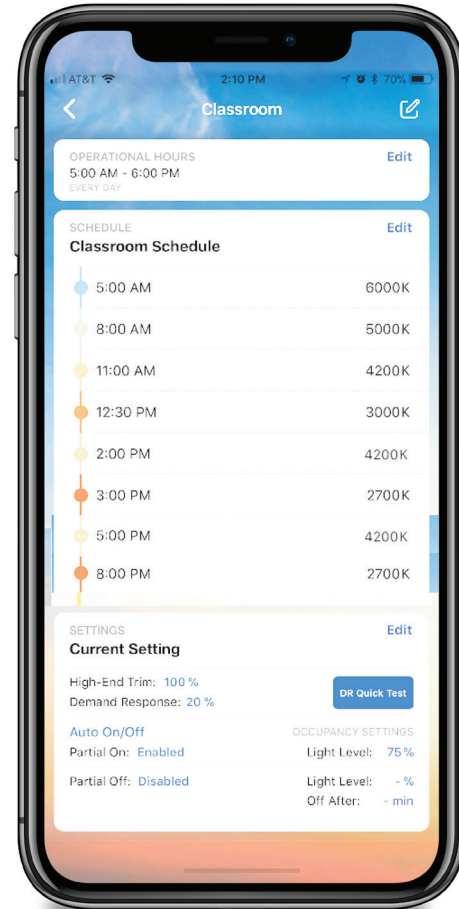 AT&T 2:10 PM 70%
Classroom
OPERATIONAL HOURS Edit
5:00 AM - 6:00 PM
EVERY DAY
SCHEDULE Edit
Classroom Schedule
5:00 AM 6000K
8:00 AM 5000K
11:00 AM 4200K
12:30 PM 3000K
2:00 PM 4200K
3:00 PM 2700K
5:00 PM 4200K
8:00 PM 2700K
SETTINGS Edit
Current Setting
High-End Trim: 100 %
Demand Response: 20 %
DR Quick Test
Auto On/Off OCCUPANCY SETTINGS
Partial On: Enabled Light Level: 75%
Partial Off: Disabled Light Level: - %
Off After: - min